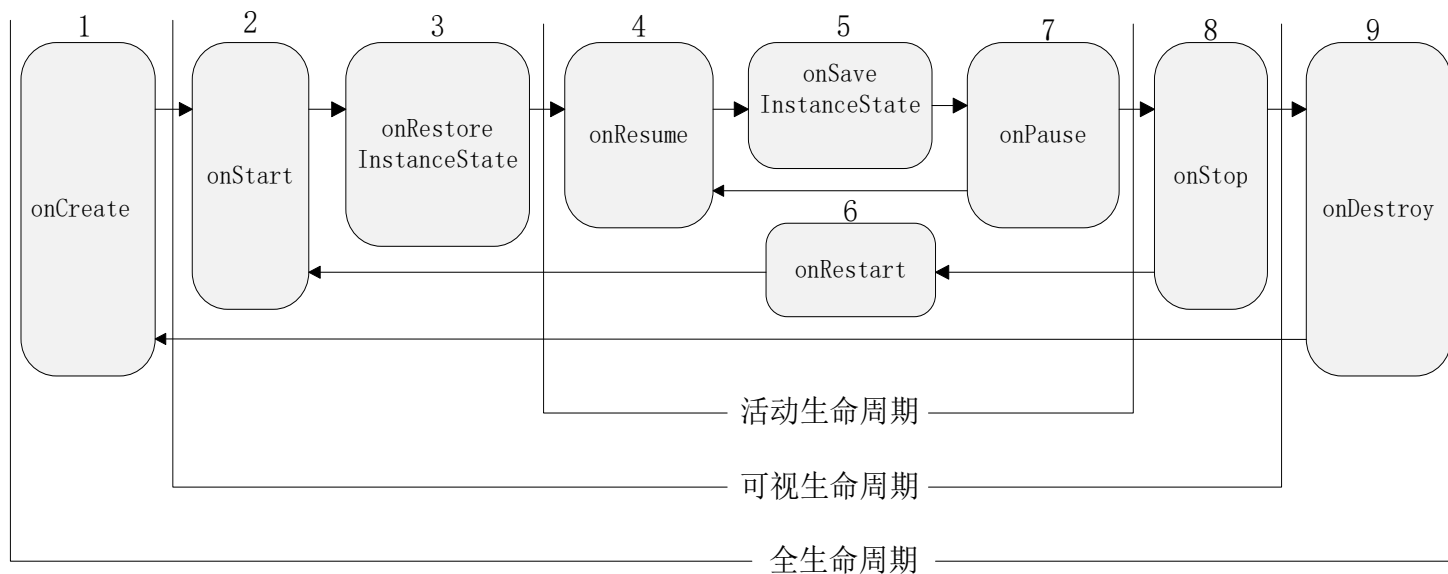 1
2
3
4
5
7
8
9
onCreate
onStart
onRestore
InstanceState
onResume
onSave
InstanceState
onPause
onStop
onDestroy
6
onRestart
活动生命周期
可视生命周期
全生命周期